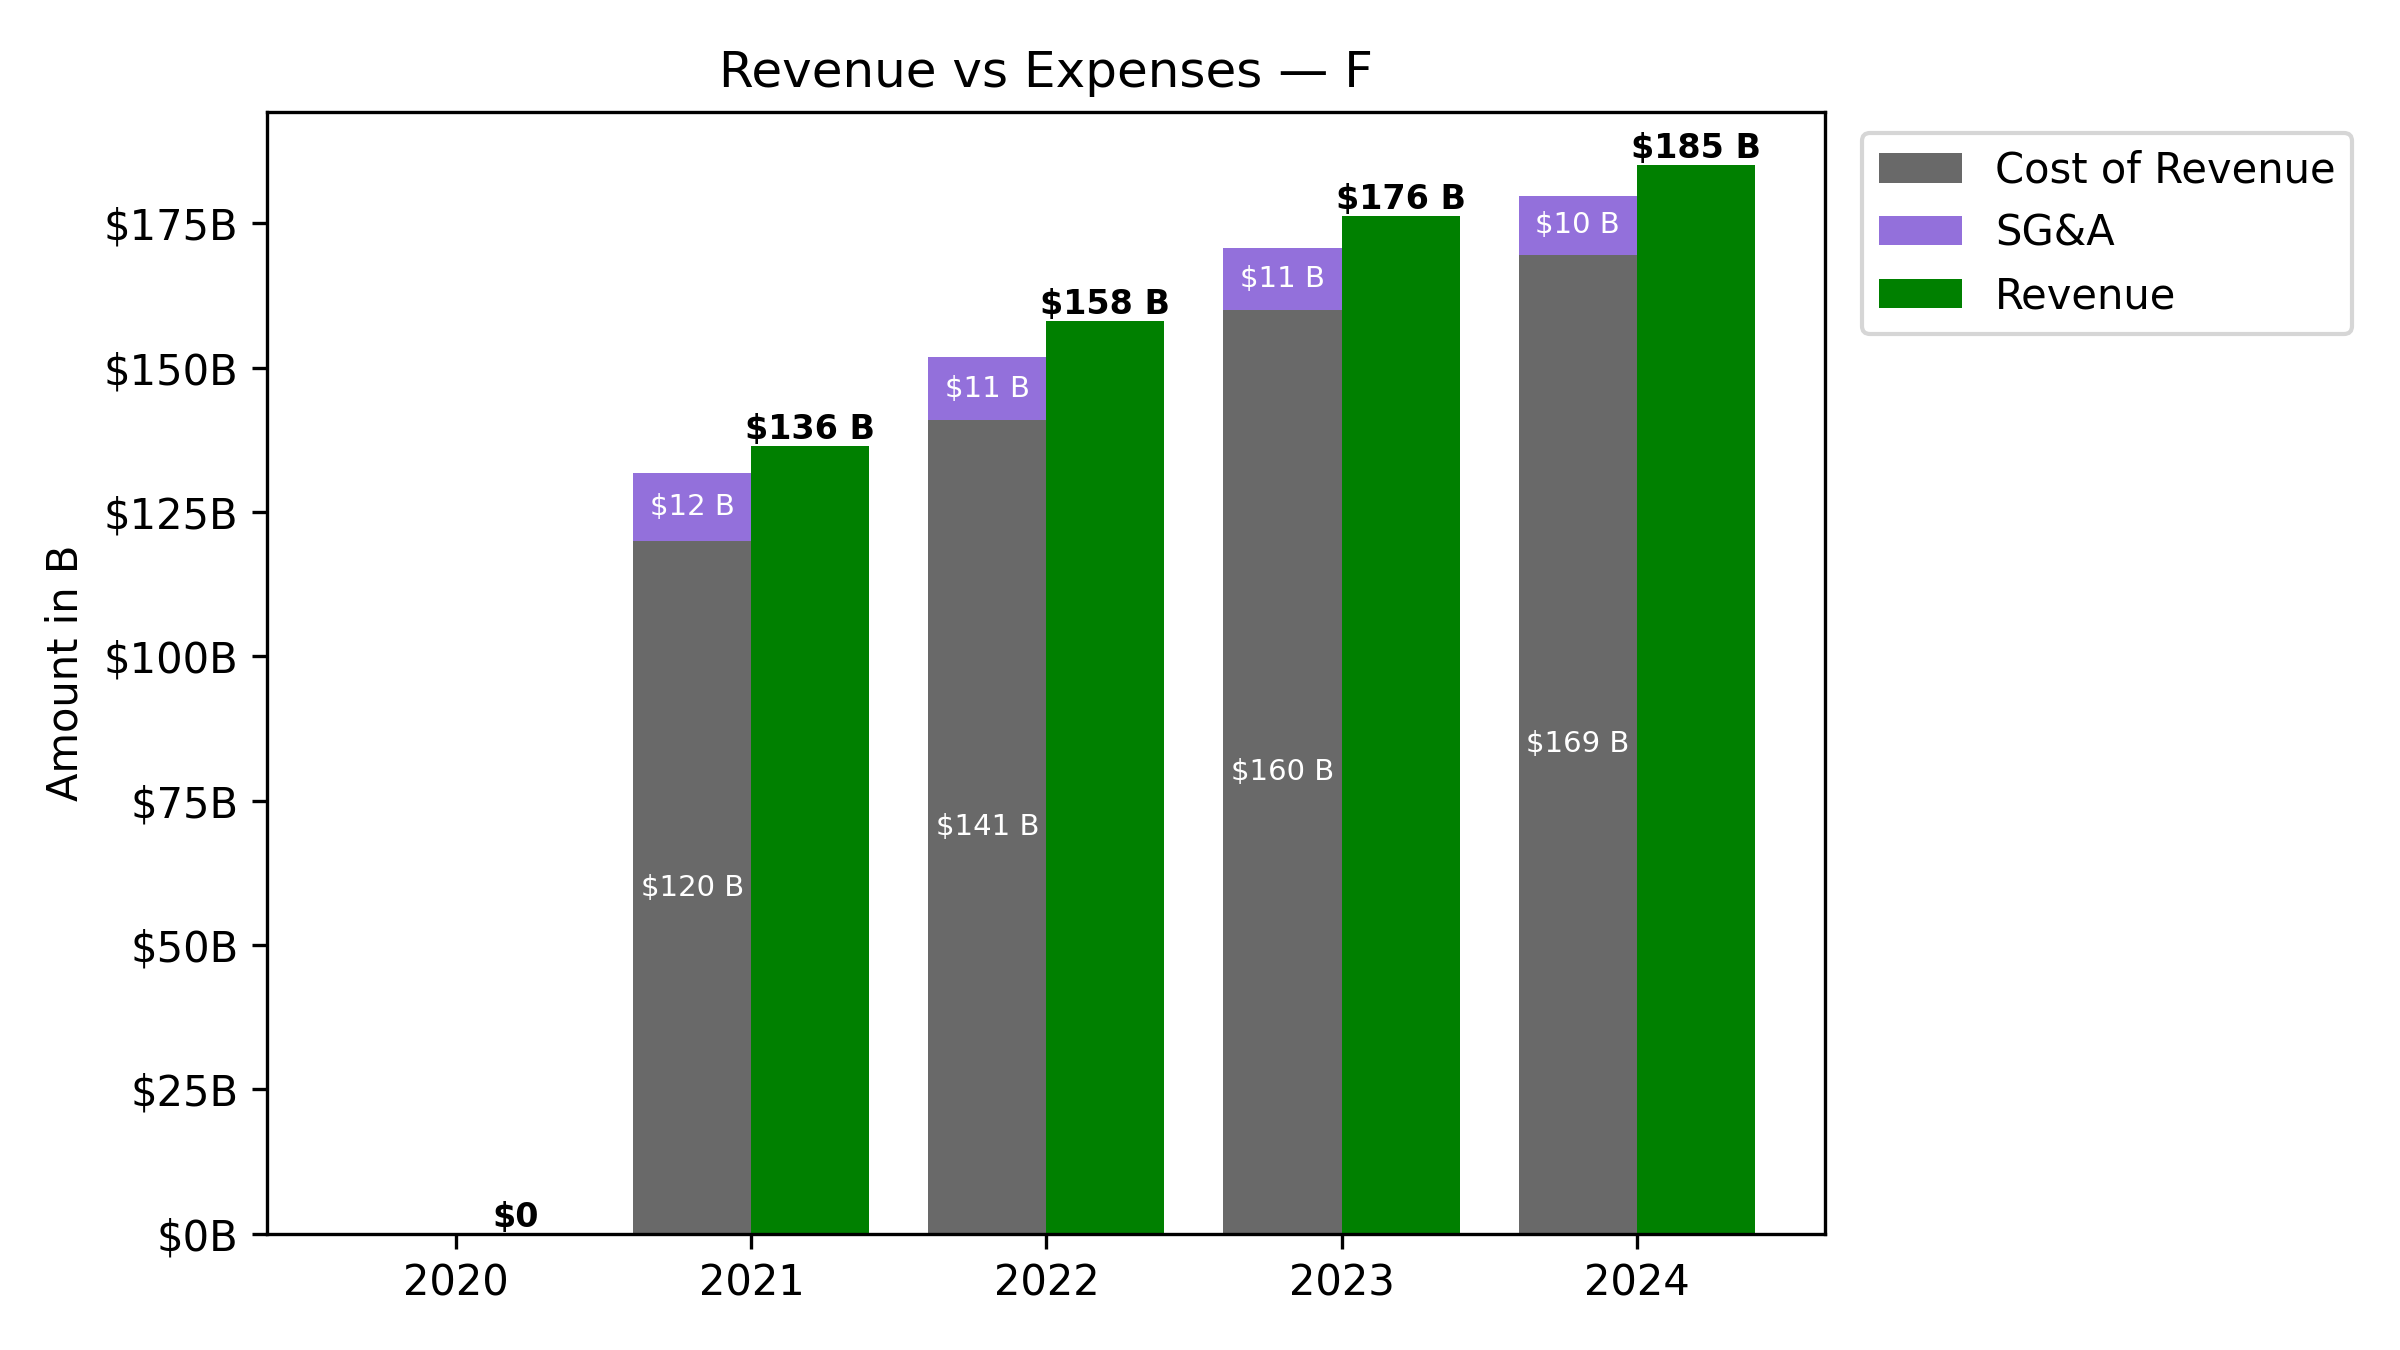 Revenue vs Expenses — F
Cost of Revenue
SG&A
Revenue
Amount in B
$175B
$150B
$125B
$100B
$75B
$50B
$25B
$0B
$0
$12 B
$120 B
$136 B
$11 B
$141 B
$158 B
$11 B
$160 B
$176 B
$10 B
$169 B
$185 B
2020
2021
2022
2023
2024